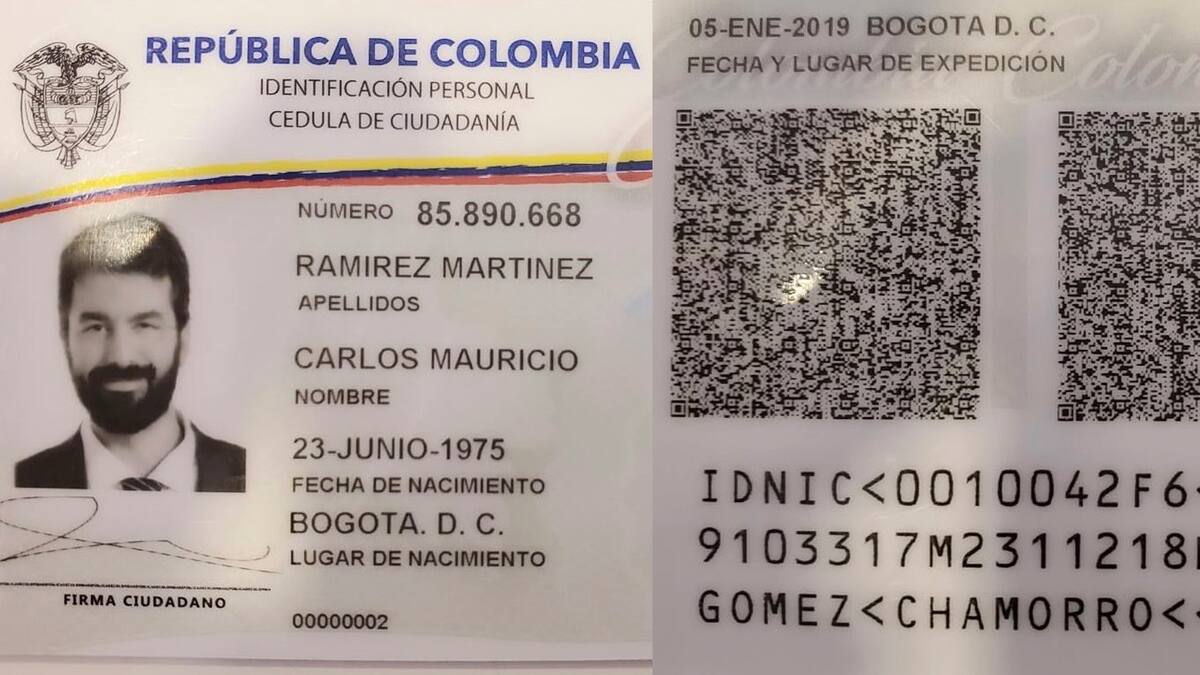 REPÚBLICA DE COLOMBIA
IDENTIFICACIÓN PERSONAL
CEDULA DE CIUDADANÍA
NÚMERO 85.890.668
RAMIREZ MARTINEZ
APELLIDOS
CARLOS MAURICIO
NOMBRE
23-JUNIO-1975
FECHA DE NACIMIENTO
BOGOTA. D. C.
LUGAR DE NACIMIENTO
FIRMA CIUDADANO
00000002
05-ENE-2019 BOGOTA D. C.
FECHA Y LUGAR DE EXPEDICIÓN
IDNIC<0010042F6<
9103317M2311218
GOMEZ<CHAMORRO<<